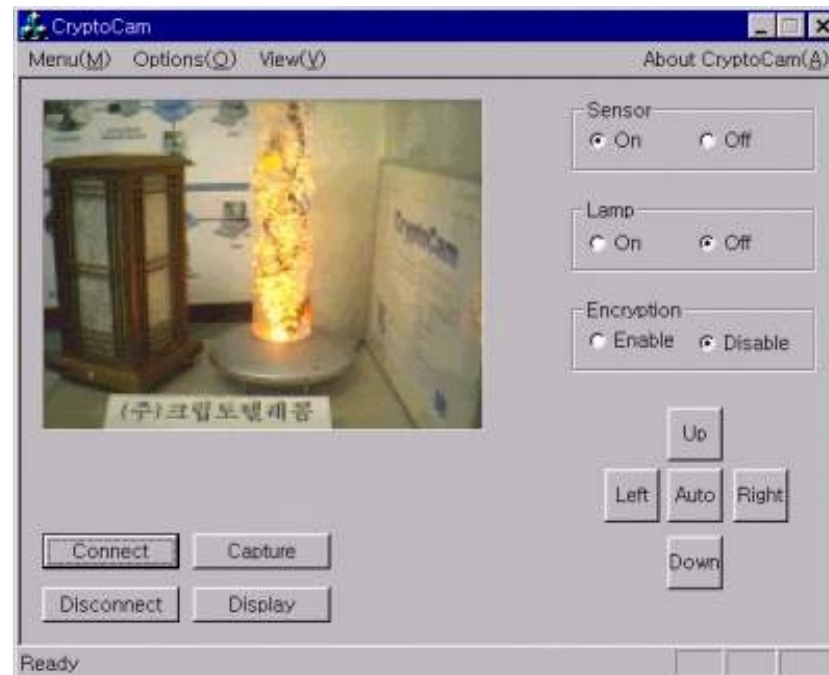 CryptoCam
Menu(M) Options(O) View(V) About CryptoCam(A)
CryptoCam
(주)크립토텔레콤
Sensor
On Off
Lamp
On Off
Encryption
Enable Disable
Up
Left Auto Right
Down
Connect Capture
Disconnect Display
Ready